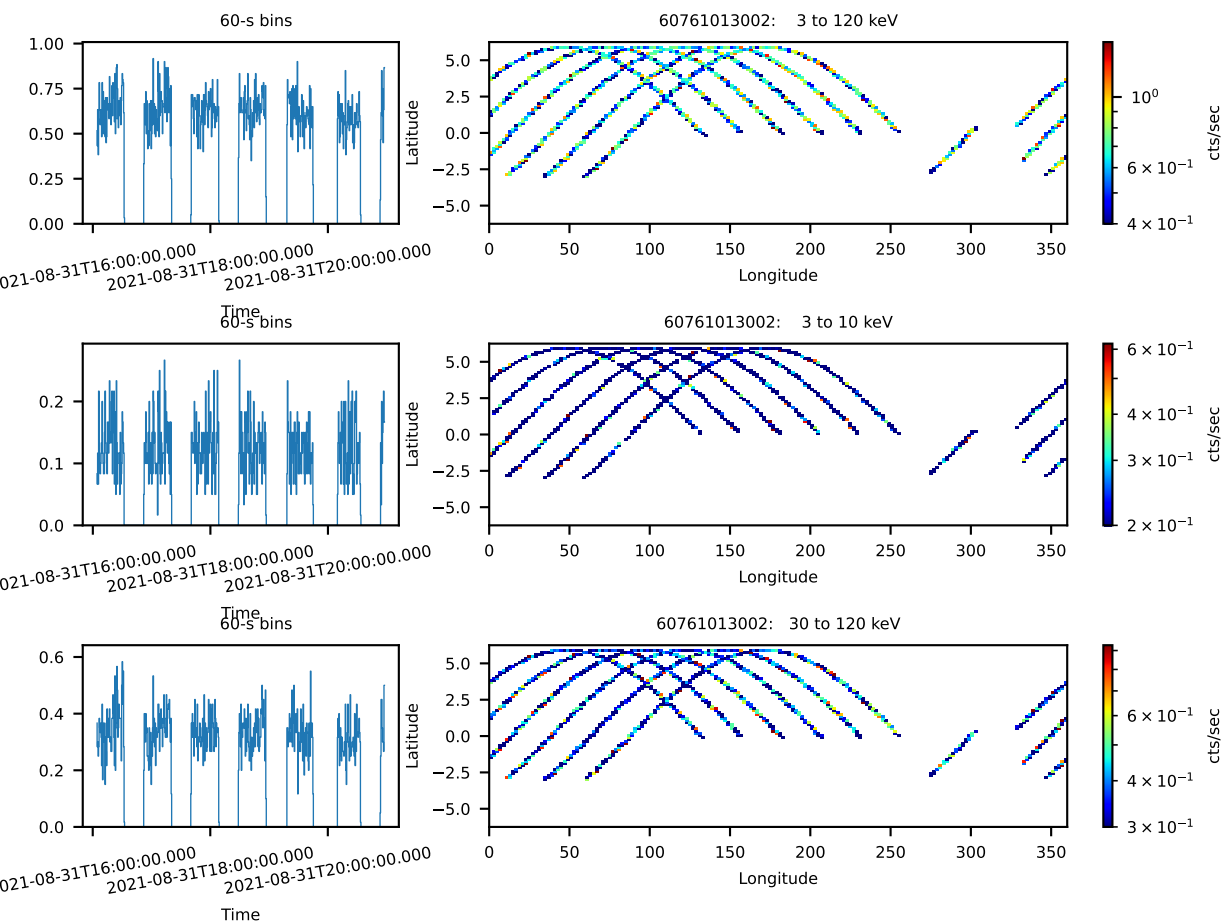 60-s bins
60761013002: 3 to 120 keV
1.00
0.75
0.50
0.25
0.00
021-08-31T16:00:00.000
2021-08-31T18:00:00.000
2021-08-31T20:00:00.000
Time
Latitude
5.0
2.5
0.0
−2.5
−5.0
0 50 100 150 200 250 300 350
Longitude
10⁰
6 × 10⁻¹
4 × 10⁻¹
cts/sec
60-s bins
60761013002: 3 to 10 keV
0.2
0.1
0.0
021-08-31T16:00:00.000
2021-08-31T18:00:00.000
2021-08-31T20:00:00.000
Time
Latitude
5.0
2.5
0.0
−2.5
−5.0
0 50 100 150 200 250 300 350
Longitude
6 × 10⁻¹
4 × 10⁻¹
3 × 10⁻¹
2 × 10⁻¹
cts/sec
60-s bins
60761013002: 30 to 120 keV
0.6
0.4
0.2
0.0
021-08-31T16:00:00.000
2021-08-31T18:00:00.000
2021-08-31T20:00:00.000
Time
Latitude
5.0
2.5
0.0
−2.5
−5.0
0 50 100 150 200 250 300 350
Longitude
6 × 10⁻¹
4 × 10⁻¹
3 × 10⁻¹
cts/sec